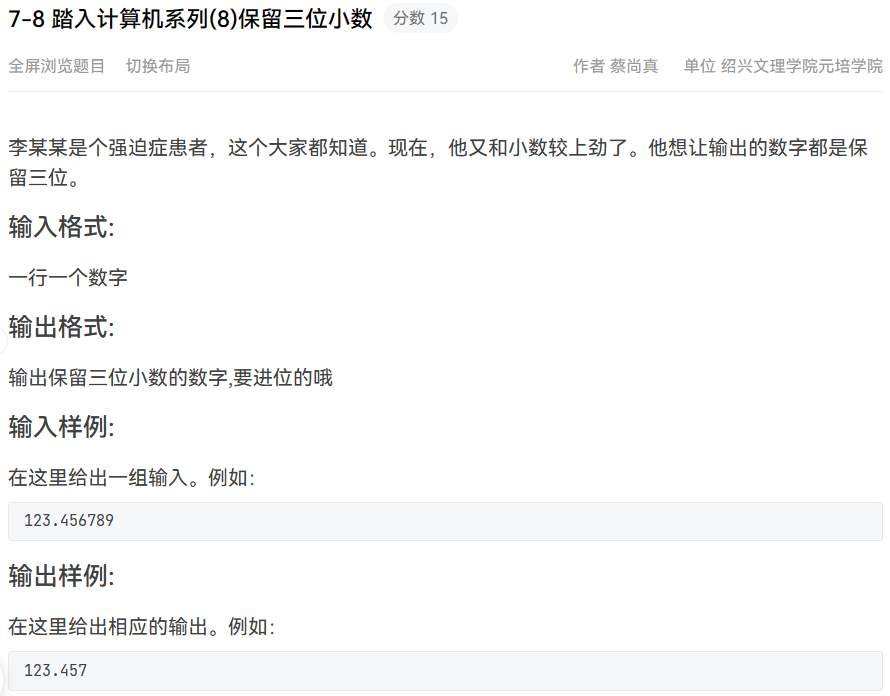 7-8 踏入计算机系列(8)保留三位小数 分数 15
全屏浏览题目 切换布局 作者 蔡尚真 单位 绍兴文理学院元培学院
李某某是个强迫症患者，这个大家都知道。现在，他又和小数较上劲了。他想让输出的数字都是保
留三位。
输入格式:
一行一个数字
输出格式:
输出保留三位小数的数字,要进位的哦
输入样例:
在这里给出一组输入。例如：
123.456789
输出样例:
在这里给出相应的输出。例如：
123.457